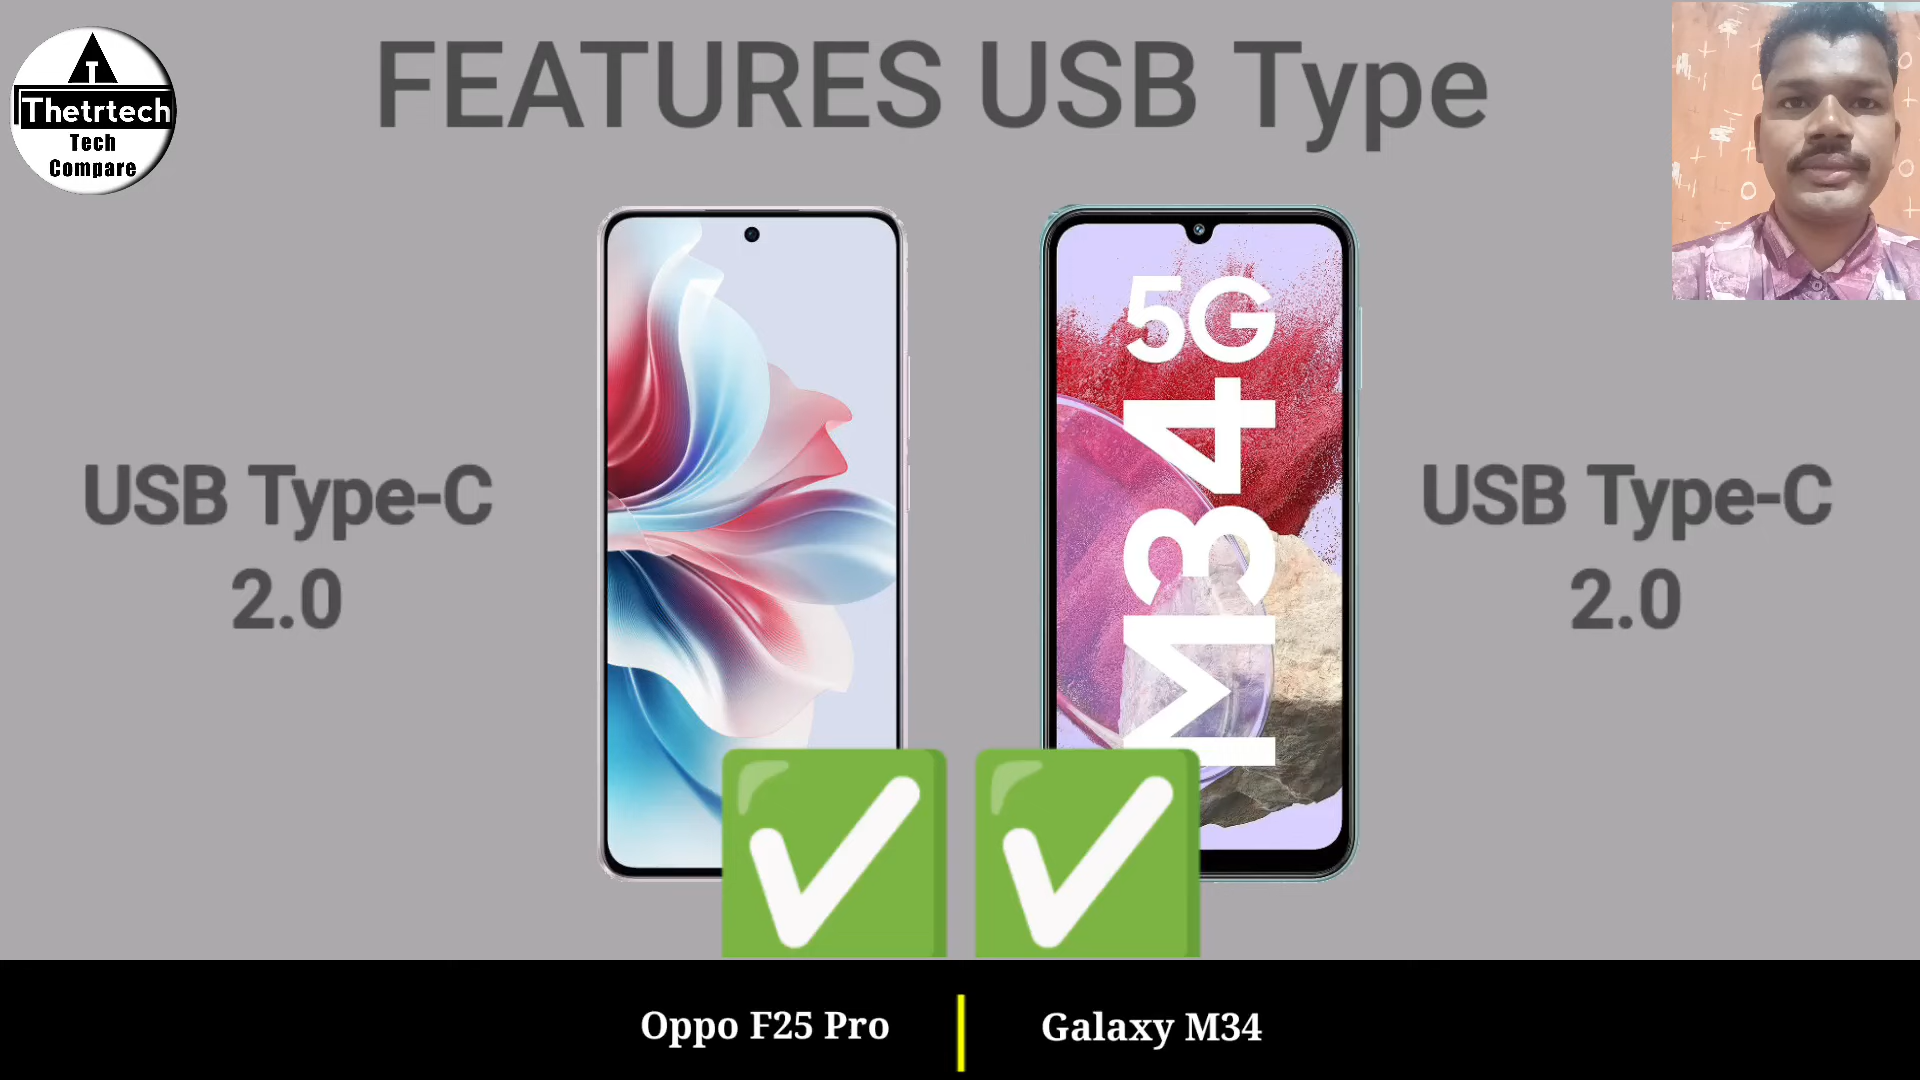 T
Thetrtech
Tech
Compare
FEATURES USB Type
USB Type-C
2.0
5G
M34
USB Type-C
2.0
Oppo F25 Pro
Galaxy M34